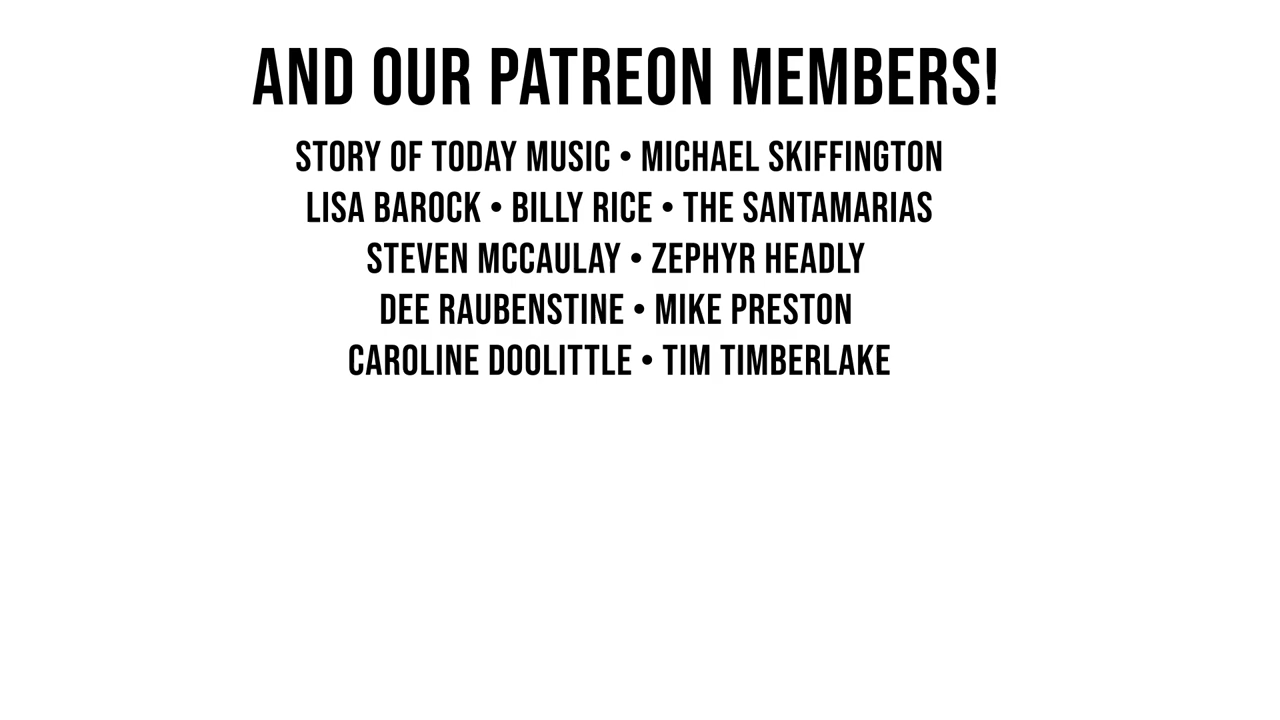 AND OUR PATREON MEMBERS!
STORY OF TODAY MUSIC • MICHAEL SKIFFINGTON
LISA BAROCK • BILLY RICE • THE SANTAMARIAS
STEVEN MCCAULAY • ZEPHYR HEADLY
DEE RAUBENSTINE • MIKE PRESTON
CAROLINE DOOLITTLE • TIM TIMBERLAKE